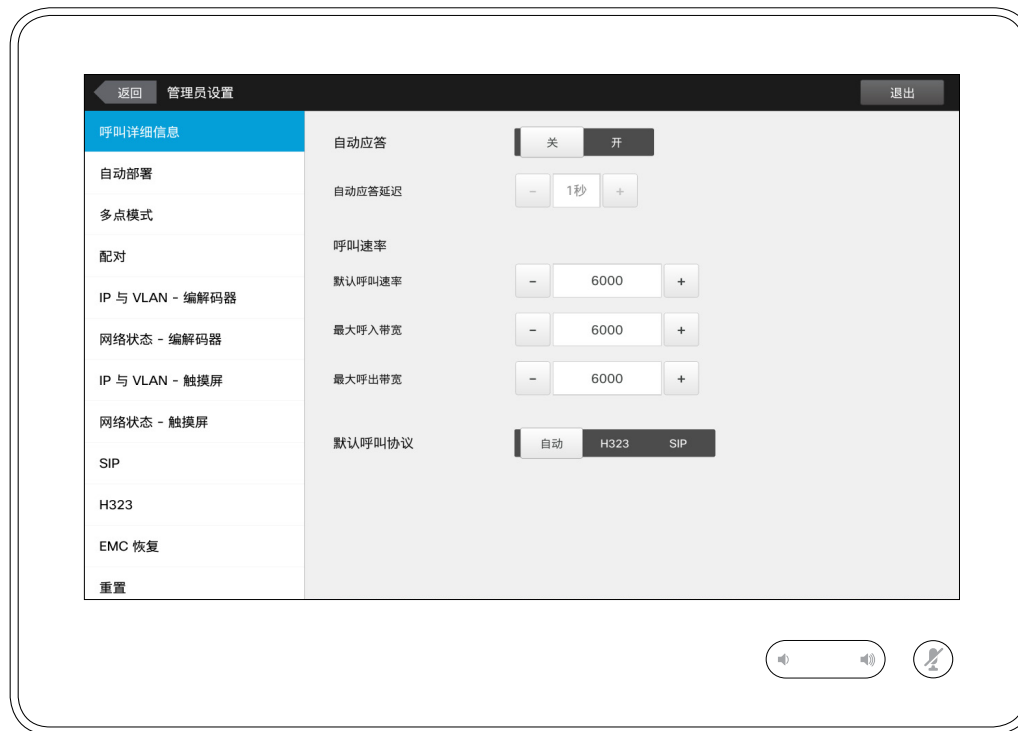 返回 管理员设置 退出
呼叫详细信息
自动部署
多点模式
配对
IP 与 VLAN - 编解码器
网络状态 - 编解码器
IP 与 VLAN - 触摸屏
网络状态 - 触摸屏
SIP
H323
EMC 恢复
重置
自动应答 关 开
自动应答延迟 - 1秒 +
呼叫速率
默认呼叫速率 - 6000 +
最大呼入带宽 - 6000 +
最大呼出带宽 - 6000 +
默认呼叫协议 自动 H323 SIP